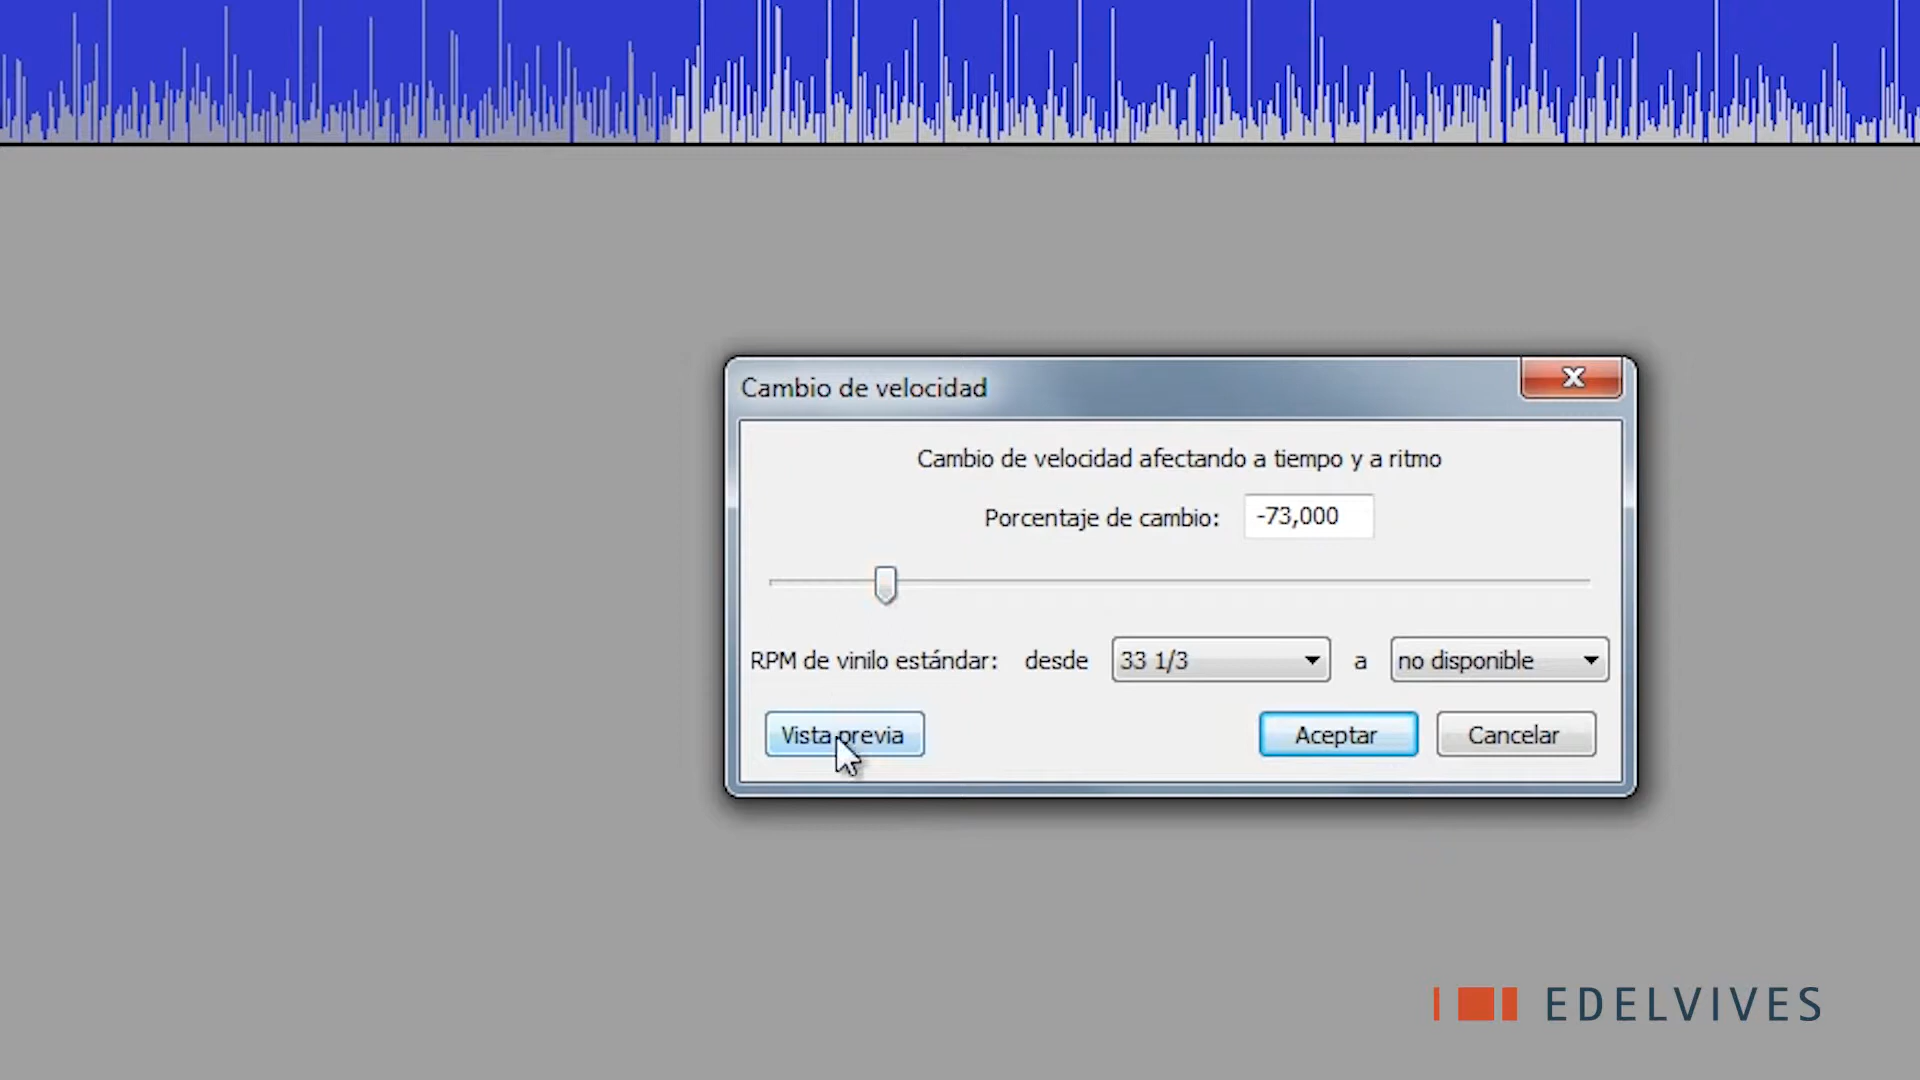 Cambio de velocidad
X
Cambio de velocidad afectando a tiempo y a ritmo
Porcentaje de cambio: -73,000
RPM de vinilo estándar: desde 33 1/3 a no disponible
Vista previa Aceptar Cancelar
EDELVIVES